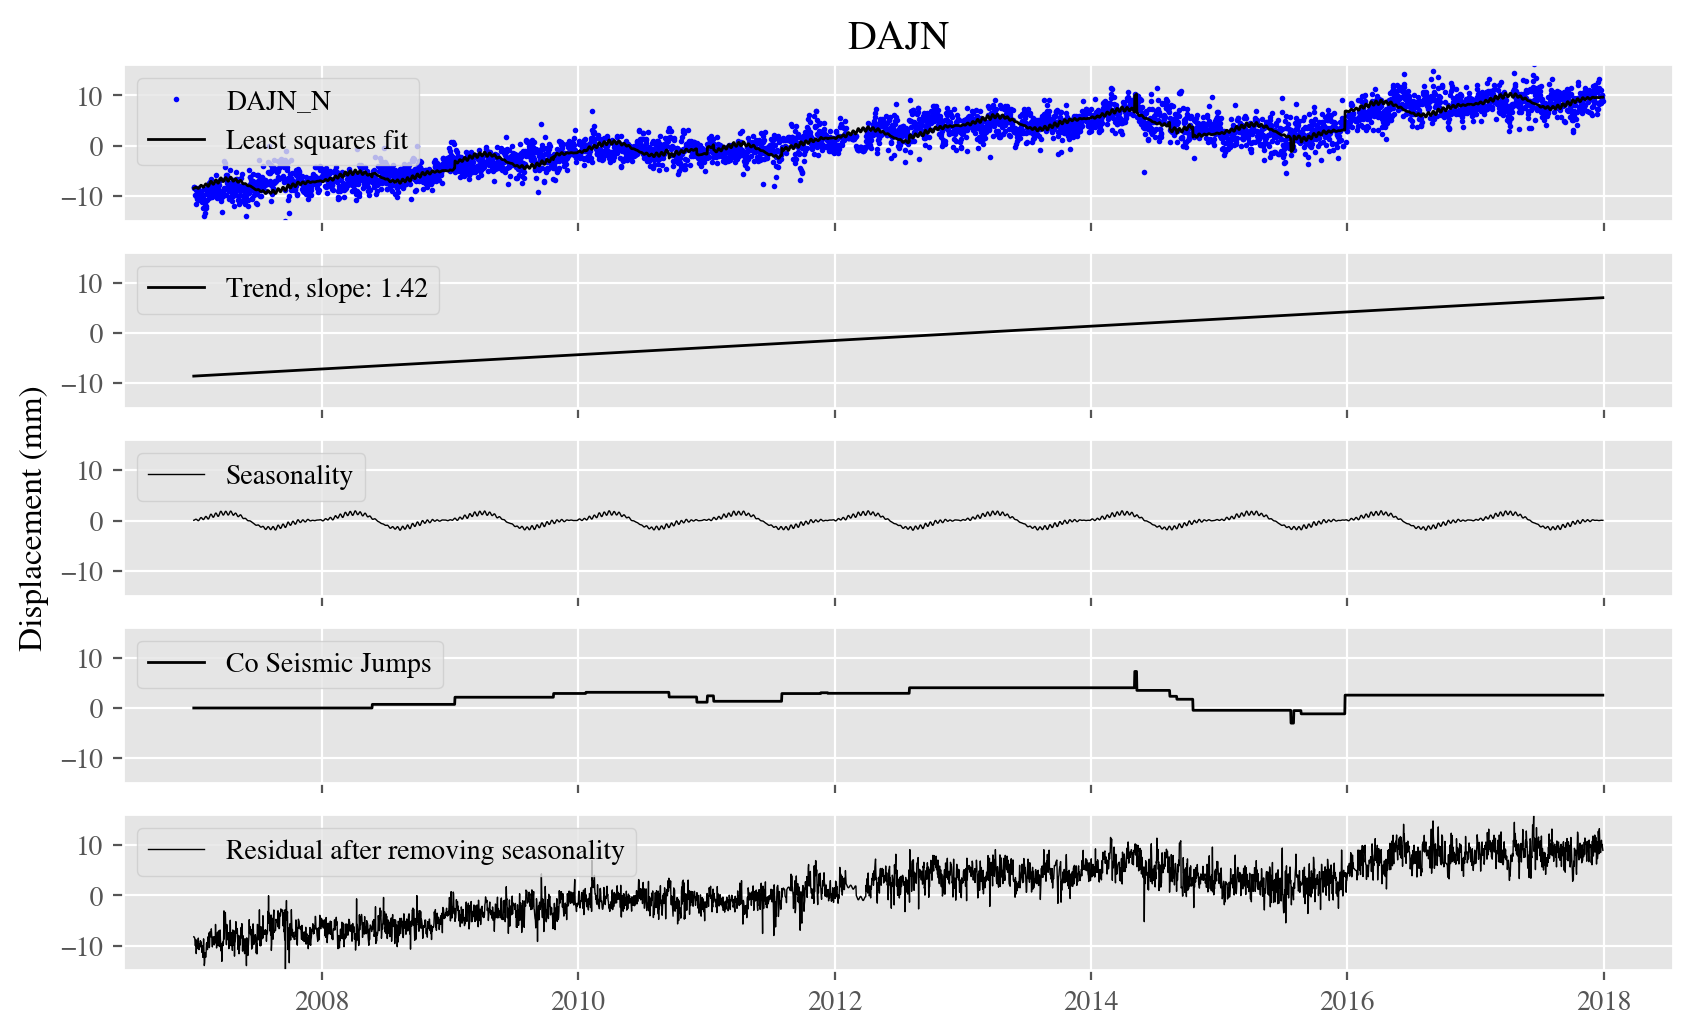 DAJN
10
0
−10
DAJN_N
Least squares fit
10
0
−10
Trend, slope: 1.42
Displacement (mm)
10
0
−10
Seasonality
10
0
−10
Co Seismic Jumps
10
0
−10
Residual after removing seasonality
2008 2010 2012 2014 2016 2018